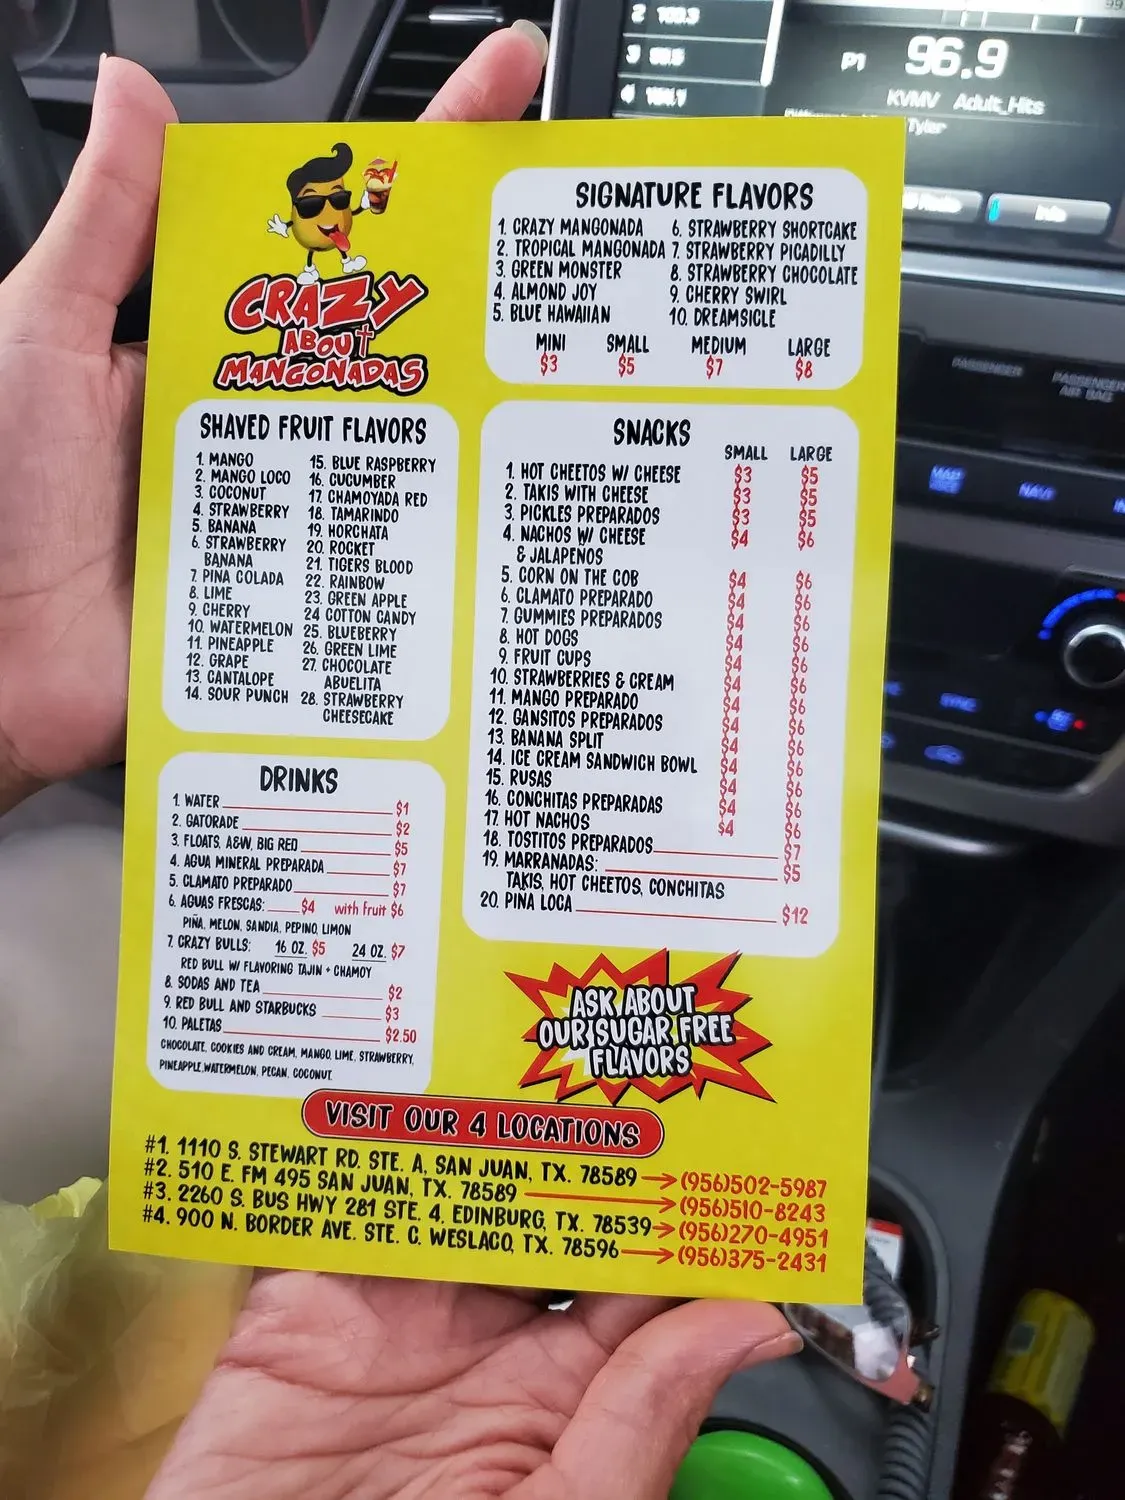 2 100.3
3
4
P1 96.9
KVMV Adult_Hits
Tyler
Info
PASSENGER
PASSENGER
AIR BAG
MAP
NAVI
SYNC
CRAZY
ABOUT
MANGONADAS
SIGNATURE FLAVORS
1. CRAZY MANGONADA
2. TROPICAL MANGONADA
3. GREEN MONSTER
4. ALMOND JOY
5. BLUE HAWAIIAN
6. STRAWBERRY SHORTCAKE
7. STRAWBERRY PICADILLY
8. STRAWBERRY CHOCOLATE
9. CHERRY SWIRL
10. DREAMSICLE
MINI SMALL MEDIUM LARGE
$3 $5 $7 $8
SHAVED FRUIT FLAVORS
1. MANGO
2. MANGO LOCO
3. COCONUT
4. STRAWBERRY
5. BANANA
6. STRAWBERRY
BANANA
7. PINA COLADA
8. LIME
9. CHERRY
10. WATERMELON
11. PINEAPPLE
12. GRAPE
13. CANTALOPE
14. SOUR PUNCH
15. BLUE RASPBERRY
16. CUCUMBER
17. CHAMOYADA RED
18. TAMARINDO
19. HORCHATA
20. ROCKET
21. TIGERS BLOOD
22. RAINBOW
23. GREEN APPLE
24 COTTON CANDY
25. BLUEBERRY
26. GREEN LIME
27. CHOCOLATE
ABUELITA
28. STRAWBERRY
CHEESECAKE
SNACKS
SMALL LARGE
1. HOT CHEETOS W/ CHEESE $3 $5
2. TAKIS WITH CHEESE $3 $5
3. PICKLES PREPARADOS $3 $5
4. NACHOS W/ CHEESE $4 $6
& JALAPEÑOS
5. CORN ON THE COB $4 $6
6. CLAMATO PREPARADO $4 $6
7. GUMMIES PREPARADOS $4 $6
8. HOT DOGS $4 $6
9. FRUIT CUPS $4 $6
10. STRAWBERRIES & CREAM $4 $6
11. MANGO PREPARADO $4 $6
12. GANSITOS PREPARADOS $4 $6
13. BANANA SPLIT $4 $6
14. ICE CREAM SANDWICH BOWL $4 $6
15. RUSAS $4 $6
16. CONCHITAS PREPARADAS $4 $6
17. HOT NACHOS $4 $6
18. TOSTITOS PREPARADOS $7
19. MARRANADAS: $5
TAKIS, HOT CHEETOS, CONCHITAS
20. PIÑA LOCA $12
DRINKS
1. WATER $1
2. GATORADE $2
3. FLOATS, A&W, BIG RED $5
4. AGUA MINERAL PREPARADA $7
5. CLAMATO PREPARADO $7
6. AGUAS FRESCAS: $4 with fruit $6
PIÑA, MELON, SANDIA, PEPINO, LIMON
7. CRAZY BULLS: 16 OZ. $5 24 OZ. $7
RED BULL W/ FLAVORING TAJIN + CHAMOY
8. SODAS AND TEA $2
9. RED BULL AND STARBUCKS $3
10. PALETAS $2.50
CHOCOLATE, COOKIES AND CREAM, MANGO, LIME, STRAWBERRY,
PINEAPPLE, WATERMELON, PECAN, COCONUT
ASK ABOUT
OUR SUGAR FREE
FLAVORS
VISIT OUR 4 LOCATIONS
#1. 1110 S. STEWART RD. STE. A, SAN JUAN, TX. 78589 (956)502-5987
#2. 510 E. FM 495 SAN JUAN, TX. 78589 (956)510-8243
#3. 2260 S. BUS HWY 281 STE. 4. EDINBURG, TX. 78539 (956)270-4951
#4. 900 N. BORDER AVE. STE. C. WESLACO, TX. 78596 (956)375-2431